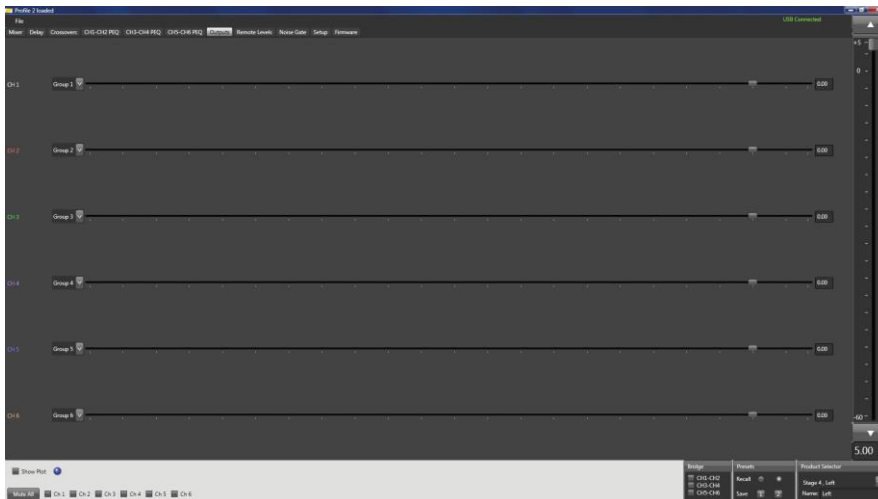 Profile 2 loaded.
File
USB Connected
Mixer Delay Crossovers CH1-CH2 PEQ CH3-CH4 PEQ CH5-CH6 PEQ Outputs Remote Levels Noise Gate Setup Firmware
+5
0
CH 1 Group 1 0.00
CH 2 Group 2 0.00
CH 3 Group 3 0.00
CH 4 Group 4 0.00
CH 5 Group 5 0.00
CH 6 Group 6 0.00
-60
5.00
Show Plot
Mute All Ch 1 Ch 2 Ch 3 Ch 4 Ch 5 Ch 6
Bridge
CH1-CH2
CH3-CH4
CH5-CH6
Presets
Recall
Save 1 2
Product Selector
Stage 4 , Left
Name: Left